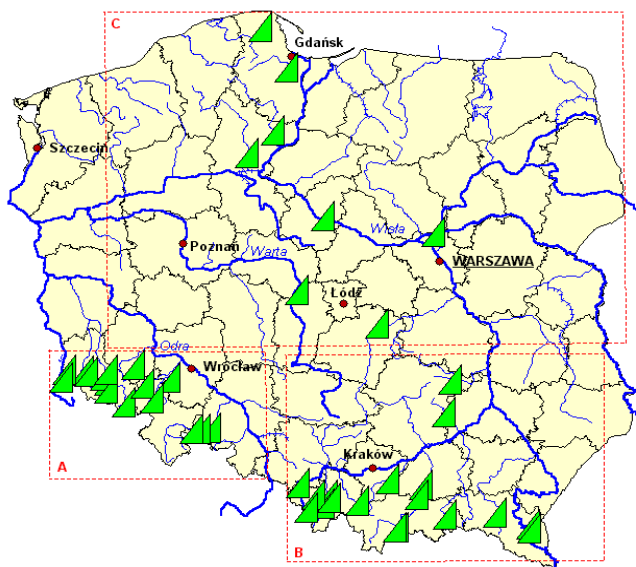 C
Gdańsk
Szczecin
Wisła
Poznań
Warta
WARSZAWA
Łódź
Odra
Wrocław
Kraków
A
B